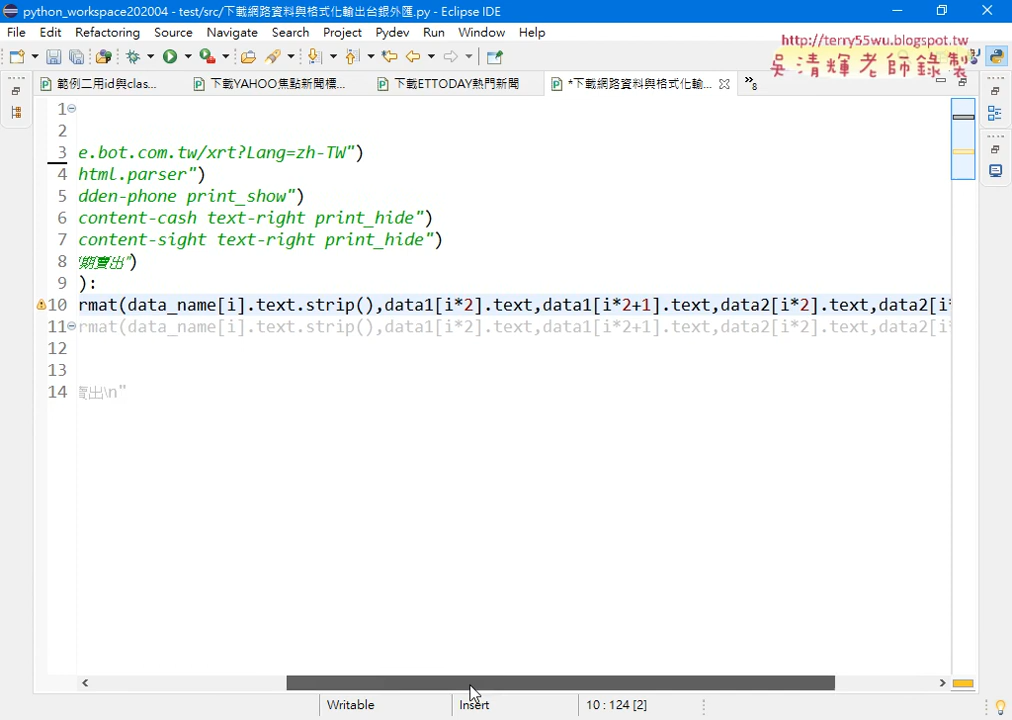 python_workspace202004 - test/src/下載網路資料與格式化輸出台銀外匯.py - Eclipse IDE
File Edit Refactoring Source Navigate Search Project Pydev Run Window Help
http://terry55wu.blogspot.tw
吳清輝老師錄製
範例二用id與clas... 下載YAHOO焦點新聞標... 下載ETTODAY熱門新聞 *下載網路資料與格式化輸... »8
1
2
3 e.bot.com.tw/xrt?Lang=zh-TW")
4 html.parser")
5 dden-phone print_show")
6 content-cash text-right print_hide")
7 content-sight text-right print_hide")
8 期賣出")
9 ):
10 rmat(data_name[i].text.strip(),data1[i*2].text,data1[i*2+1].text,data2[i*2].text,data2[i*
11 rmat(data_name[i].text.strip(),data1[i*2].text,data1[i*2+1].text,data2[i*2].text,data2[i*
12
13
14 賣出\n"
Writable Insert 10 : 124 [2]